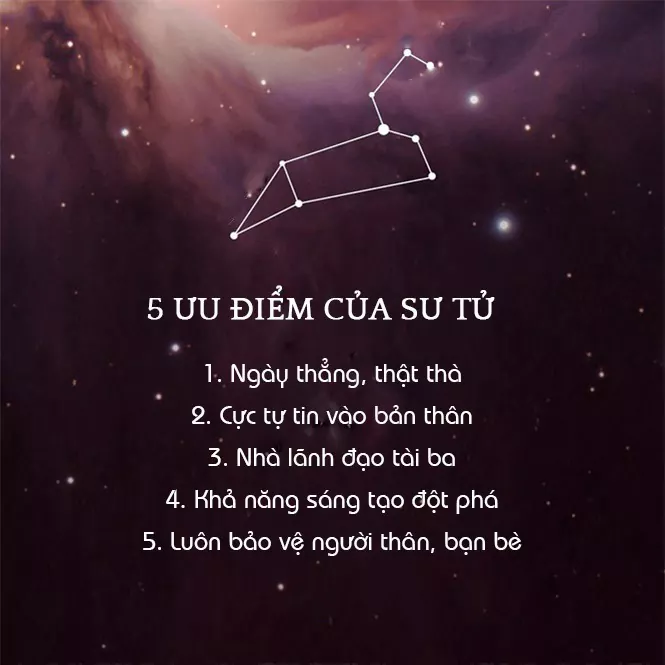 5 ƯU ĐIỂM CỦA SƯ TỬ
1. Ngày thẳng, thật thà
2. Cực tự tin vào bản thân
3. Nhà lãnh đạo tài ba
4. Khả năng sáng tạo đột phá
5. Luôn bảo vệ người thân, bạn bè